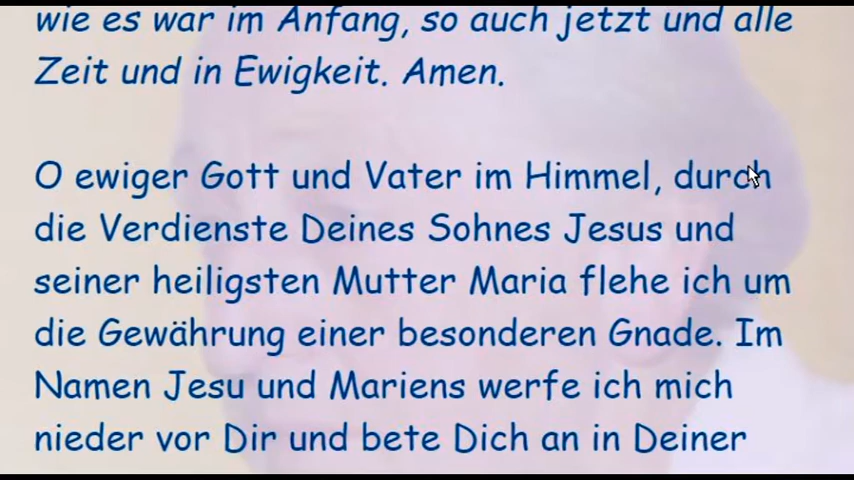 wie es war im Anfang, so auch jetzt und alle
Zeit und in Ewigkeit. Amen.
O ewiger Gott und Vater im Himmel, durch
die Verdienste Deines Sohnes Jesus und
seiner heiligsten Mutter Maria flehe ich um
die Gewährung einer besonderen Gnade. Im
Namen Jesu und Mariens werfe ich mich
nieder vor Dir und bete Dich an in Deiner